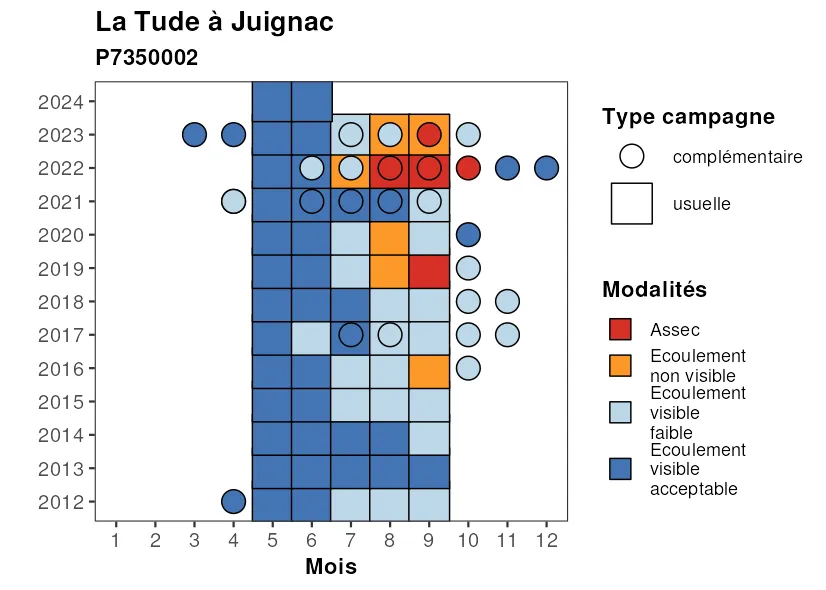 La Tude à Juignac
P7350002
2024
2023
2022
2021
2020
2019
2018
2017
2016
2015
2014
2013
2012
1 2 3 4 5 6 7 8 9 10 11 12
Mois
Type campagne
complémentaire
usuelle
Modalités
Assec
Ecoulement
non visible
Ecoulement
visible
faible
Ecoulement
visible
acceptable